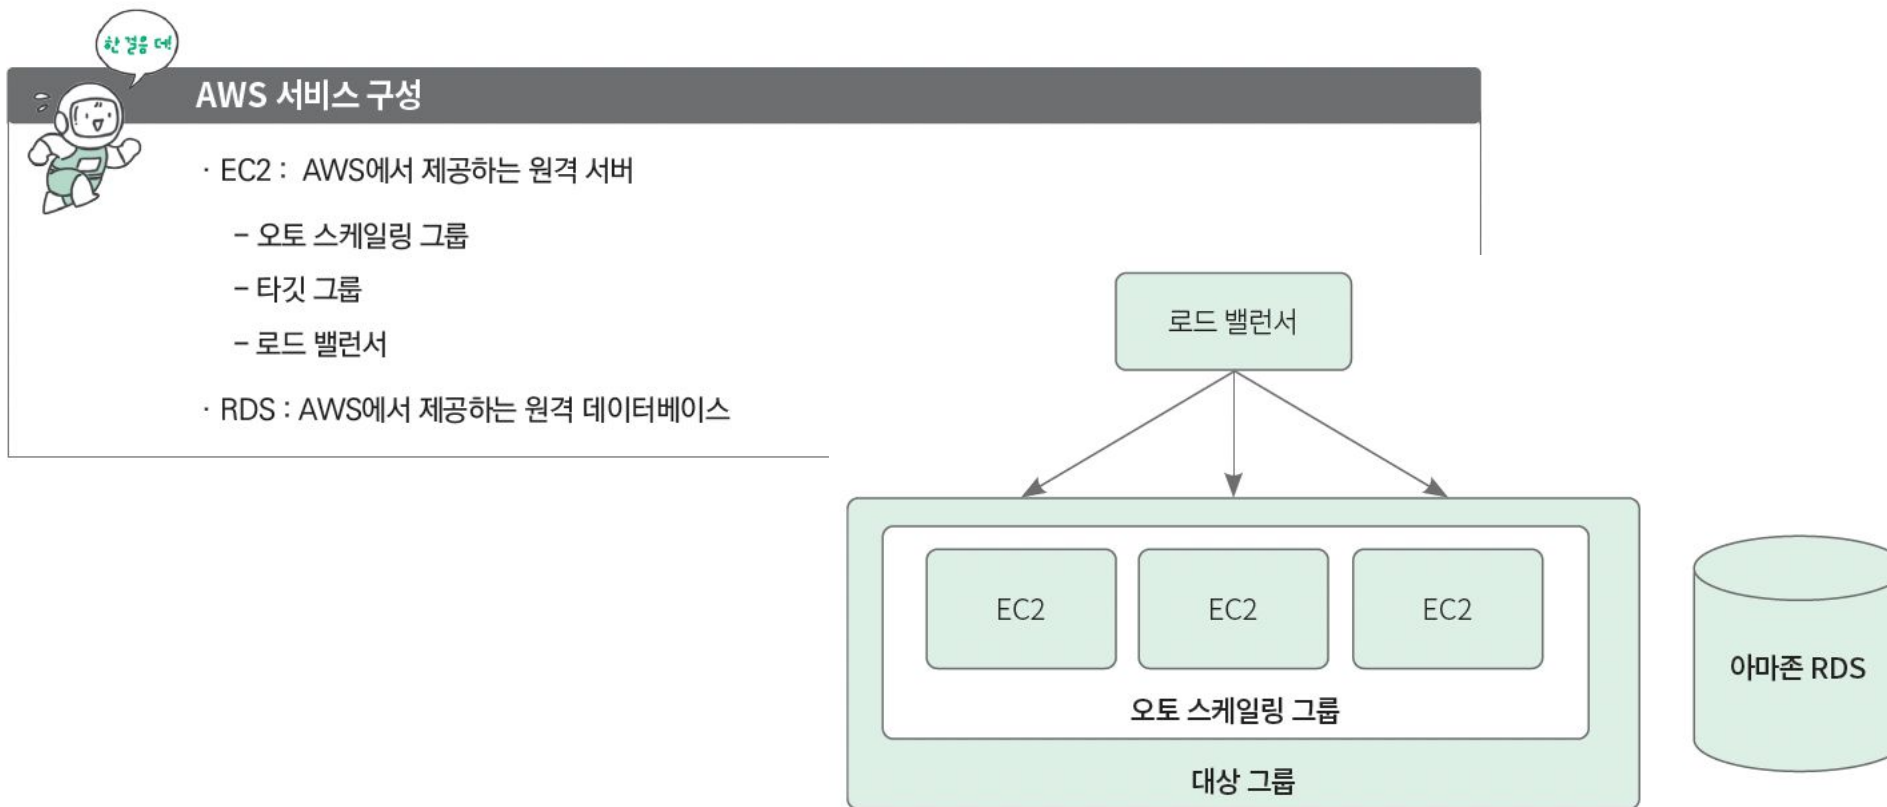 한 걸음 더!
AWS 서비스 구성
· EC2 : AWS에서 제공하는 원격 서버
– 오토 스케일링 그룹
– 타깃 그룹
– 로드 밸런서
· RDS : AWS에서 제공하는 원격 데이터베이스
로드 밸런서
EC2 EC2 EC2
오토 스케일링 그룹
대상 그룹
아마존 RDS